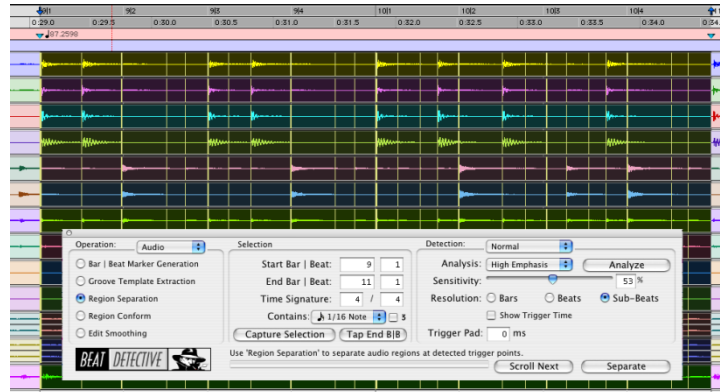 9|1 9|2 9|3 9|4 10|1 10|2 10|3 10|4
0:29.0 0:29.5 0:30.0 0:30.5 0:31.0 0:31.5 0:32.0 0:32.5 0:33.0 0:33.5 0:34.0 0:34.
♩87.2598
Operation: Audio
Bar | Beat Marker Generation
Groove Template Extraction
Region Separation
Region Conform
Edit Smoothing
BEAT DETECTIVE
Selection
Start Bar | Beat: 9 1
End Bar | Beat: 11 1
Time Signature: 4 / 4
Contains: 1/16 Note 3
Capture Selection Tap End B|B
Detection: Normal
Analysis: High Emphasis Analyze
Sensitivity: 53 %
Resolution: Bars Beats Sub-Beats
Show Trigger Time
Trigger Pad: 0 ms
Use 'Region Separation' to separate audio regions at detected trigger points.
Scroll Next Separate